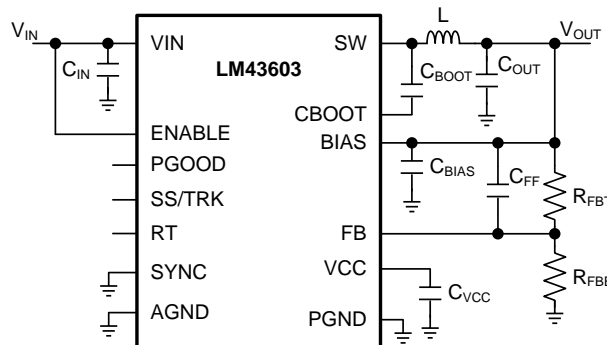 VIN
VIN
CIN
LM43603
SW
L
VOUT
CBOOT
COUT
CBOOT
ENABLE
BIAS
PGOOD
CBIAS
CFF
SS/TRK
RFBT
RT
FB
SYNC
VCC
RFBB
CVCC
AGND
PGND